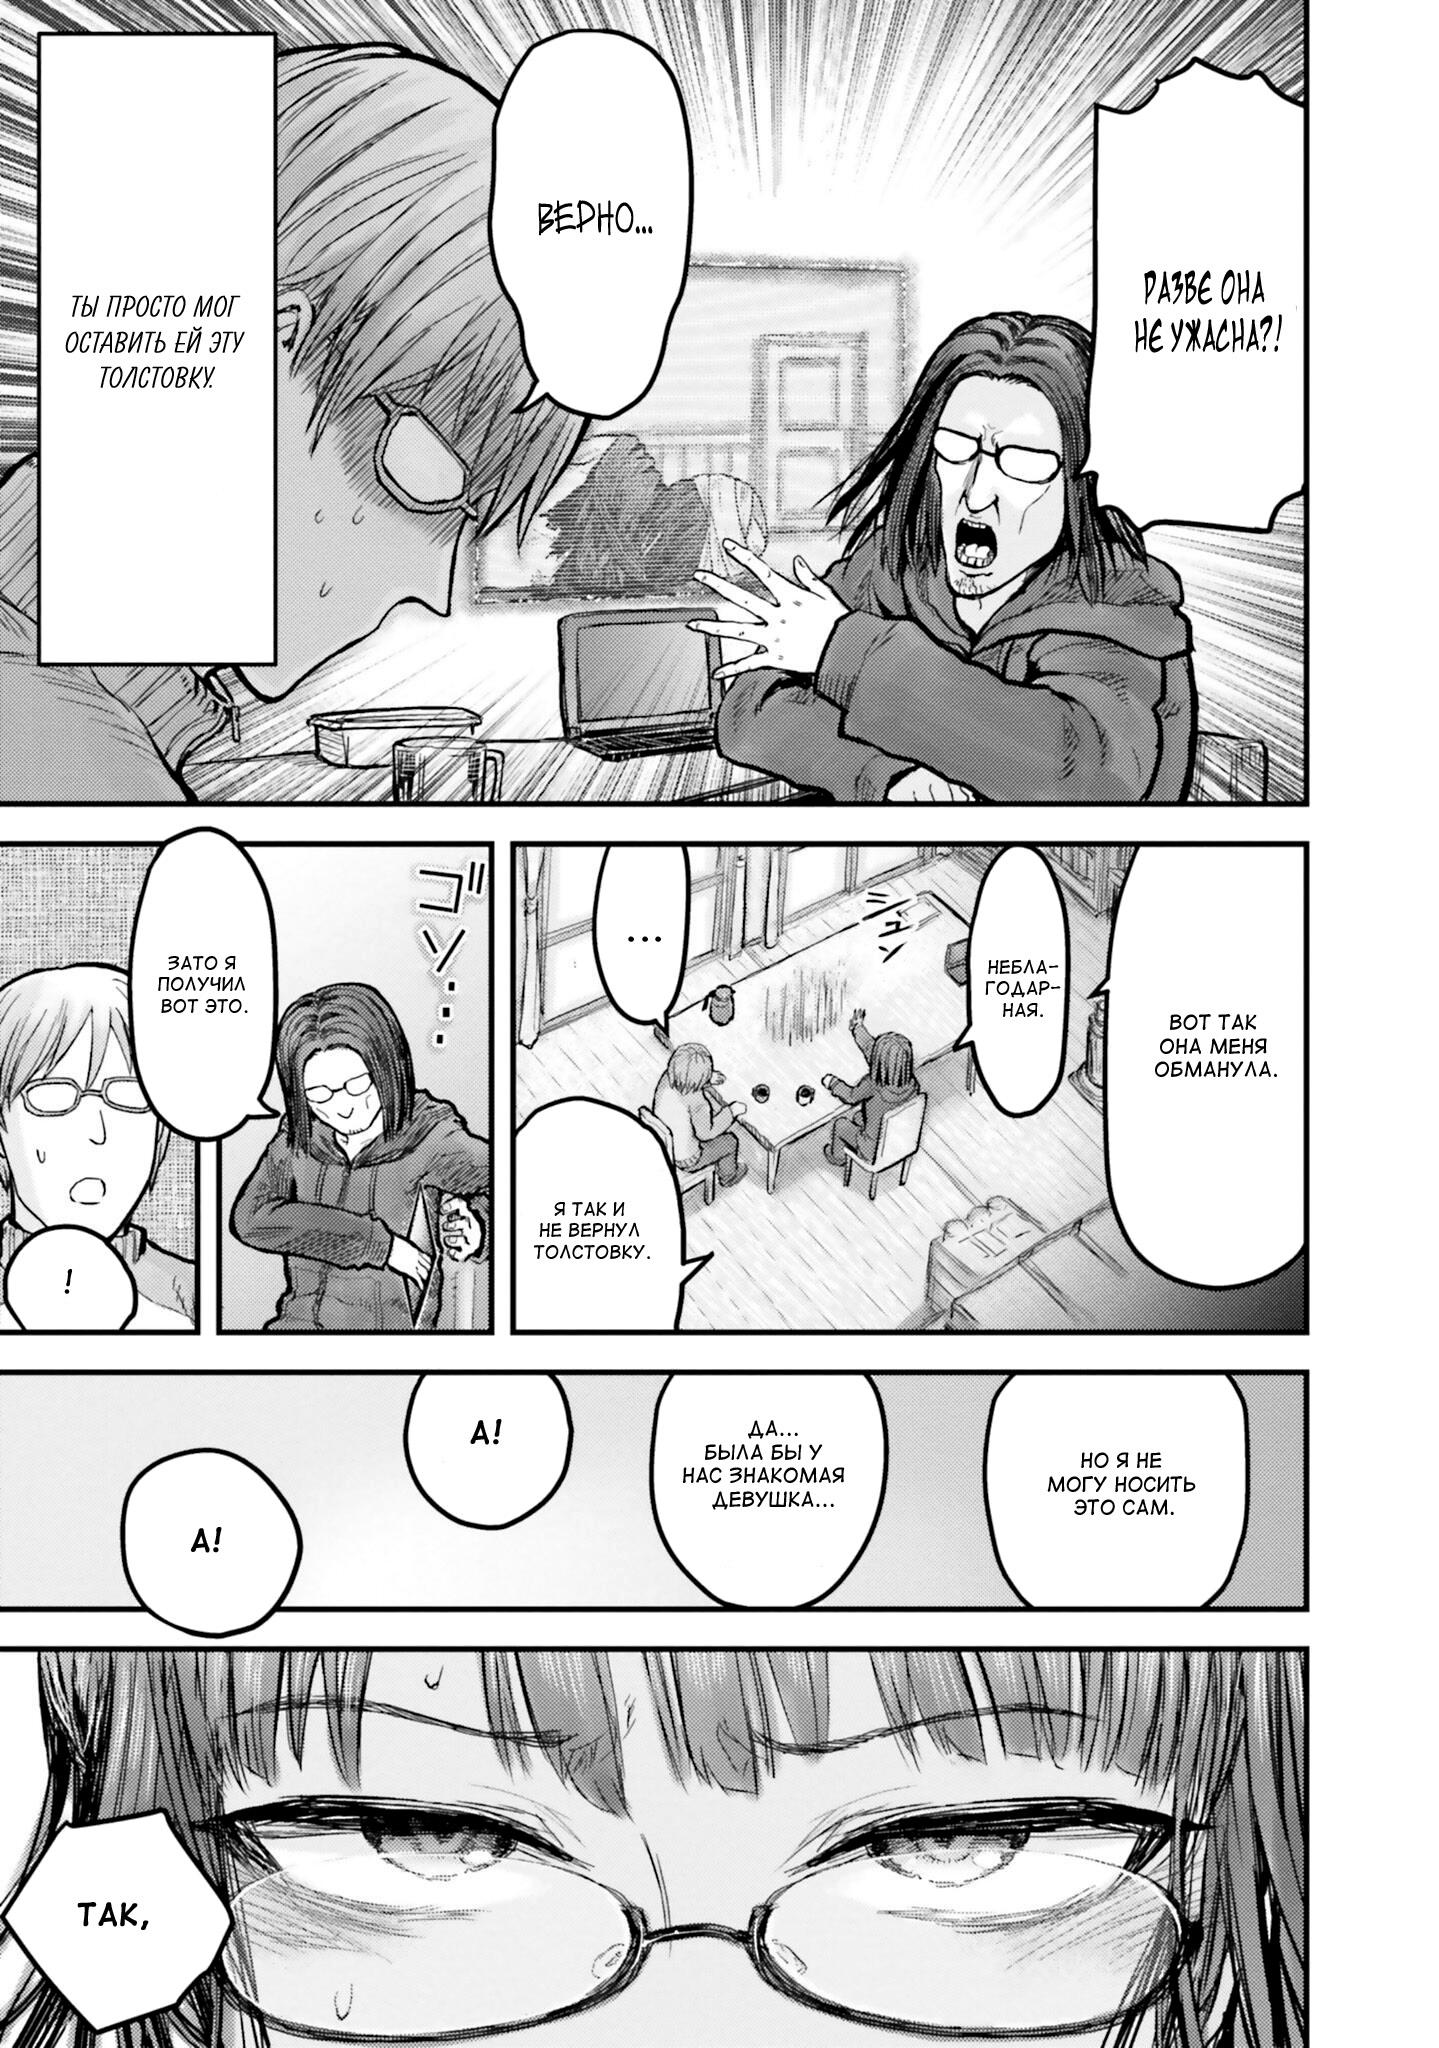 РАЗВЕ ОНА
НЕ УЖАСНА?!
ВЕРНО...
ТЫ ПРОСТО МОГ
ОСТАВИТЬ ЕЙ ЭТУ
ТОЛСТОВКУ.
ВОТ ТАК
ОНА МЕНЯ
ОБМАНУЛА.
НЕБЛА-
ГОДАР-
НАЯ.
...
Я ТАК И
НЕ ВЕРНУЛ
ТОЛСТОВКУ.
ゴソ...
ЗАТО Я
ПОЛУЧИЛ
ВОТ ЭТО.
!
НО Я НЕ
МОГУ НОСИТЬ
ЭТО САМ.
ДА...
БЫЛА БЫ У
НАС ЗНАКОМАЯ
ДЕВУШКА...
А!
А!
ТАК,